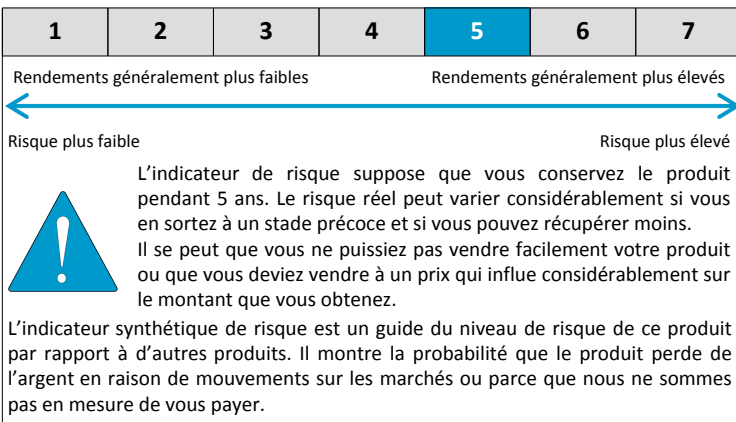 1 2 3 4 5 6 7
Rendements généralement plus faibles Rendements généralement plus élevés
Risque plus faible Risque plus élevé
L'indicateur de risque suppose que vous conservez le produit
pendant 5 ans. Le risque réel peut varier considérablement si vous
en sortez à un stade précoce et si vous pouvez récupérer moins.
Il se peut que vous ne puissiez pas vendre facilement votre produit
ou que vous deviez vendre à un prix qui influe considérablement sur
le montant que vous obtenez.
L'indicateur synthétique de risque est un guide du niveau de risque de ce produit
par rapport à d'autres produits. Il montre la probabilité que le produit perde de
l'argent en raison de mouvements sur les marchés ou parce que nous ne sommes
pas en mesure de vous payer.